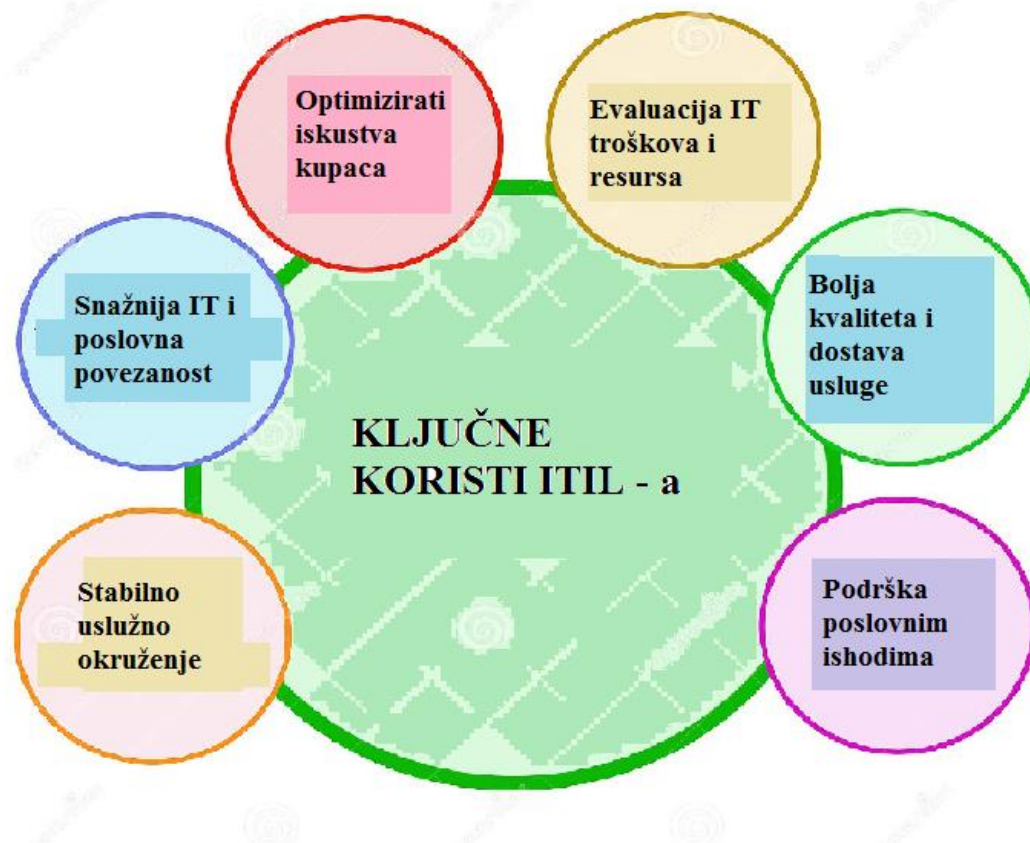 Optimizirati
iskustva
kupaca
Evaluacija IT
troškova i
resursa
Snažnija IT i
poslovna
povezanost
Bolja
kvaliteta i
dostava
usluge
KLJUČNE
KORISTI ITIL - a
Stabilno
uslužno
okruženje
Podrška
poslovnim
ishodima